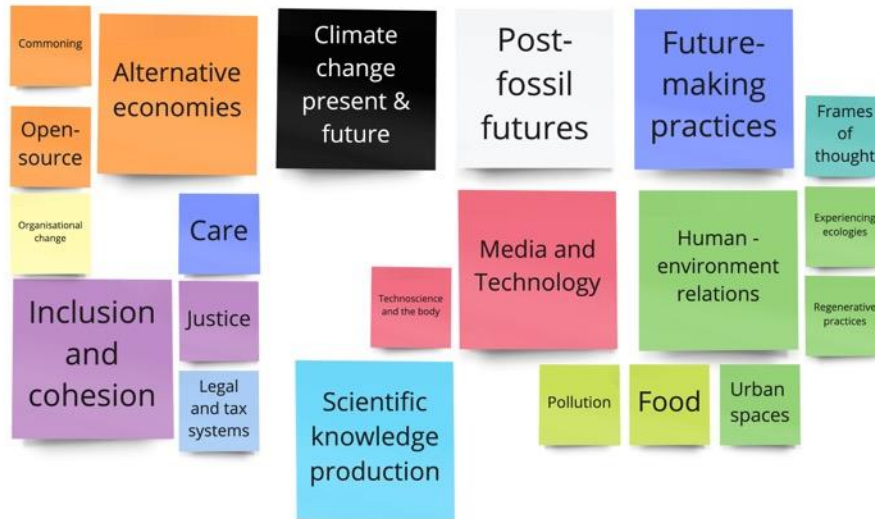 Commoning
Alternative
economies
Open-
source
Climate
change
present &
future
Post-
fossil
futures
Future-
making
practices
Frames
of
thought
Organisational
change
Care
Inclusion
and
cohesion
Justice
Legal
and tax
systems
Technoscience
and the body
Media and
Technology
Human -
environment
relations
Experiencing
ecologies
Regenerative
practices
Scientific
knowledge
production
Pollution
Food
Urban
spaces